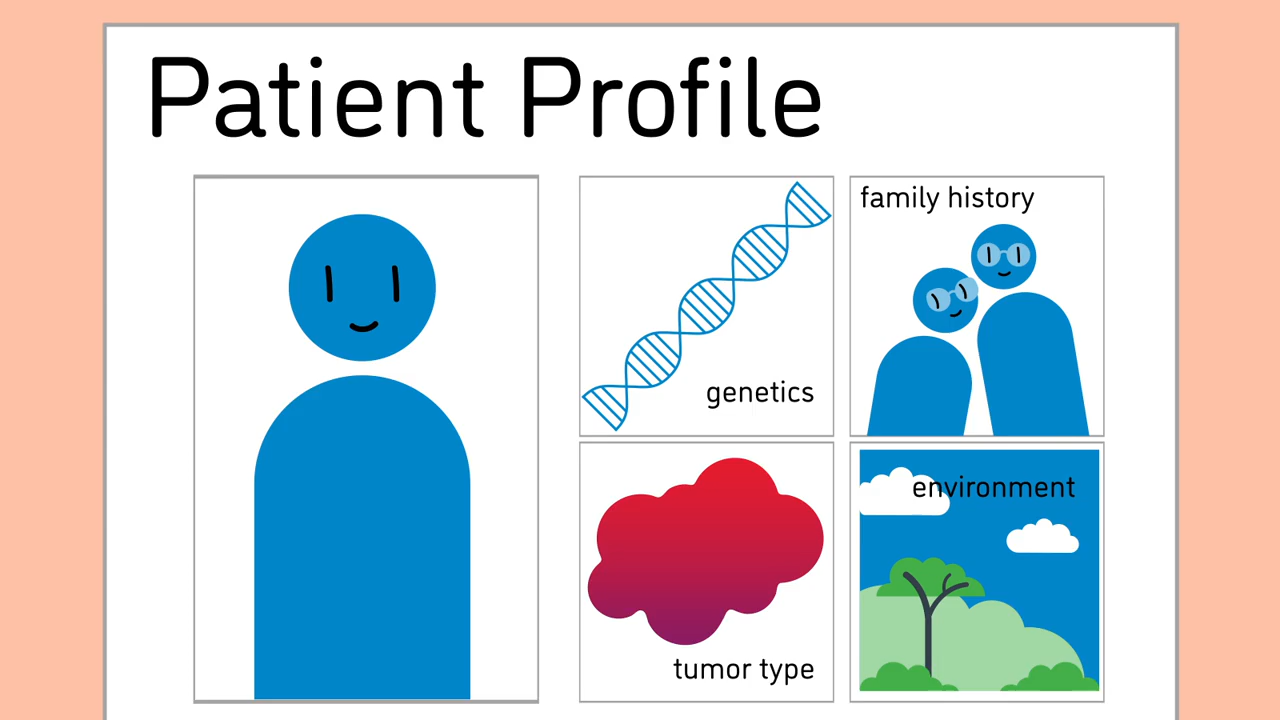 Patient Profile
family history
genetics
environment
tumor type